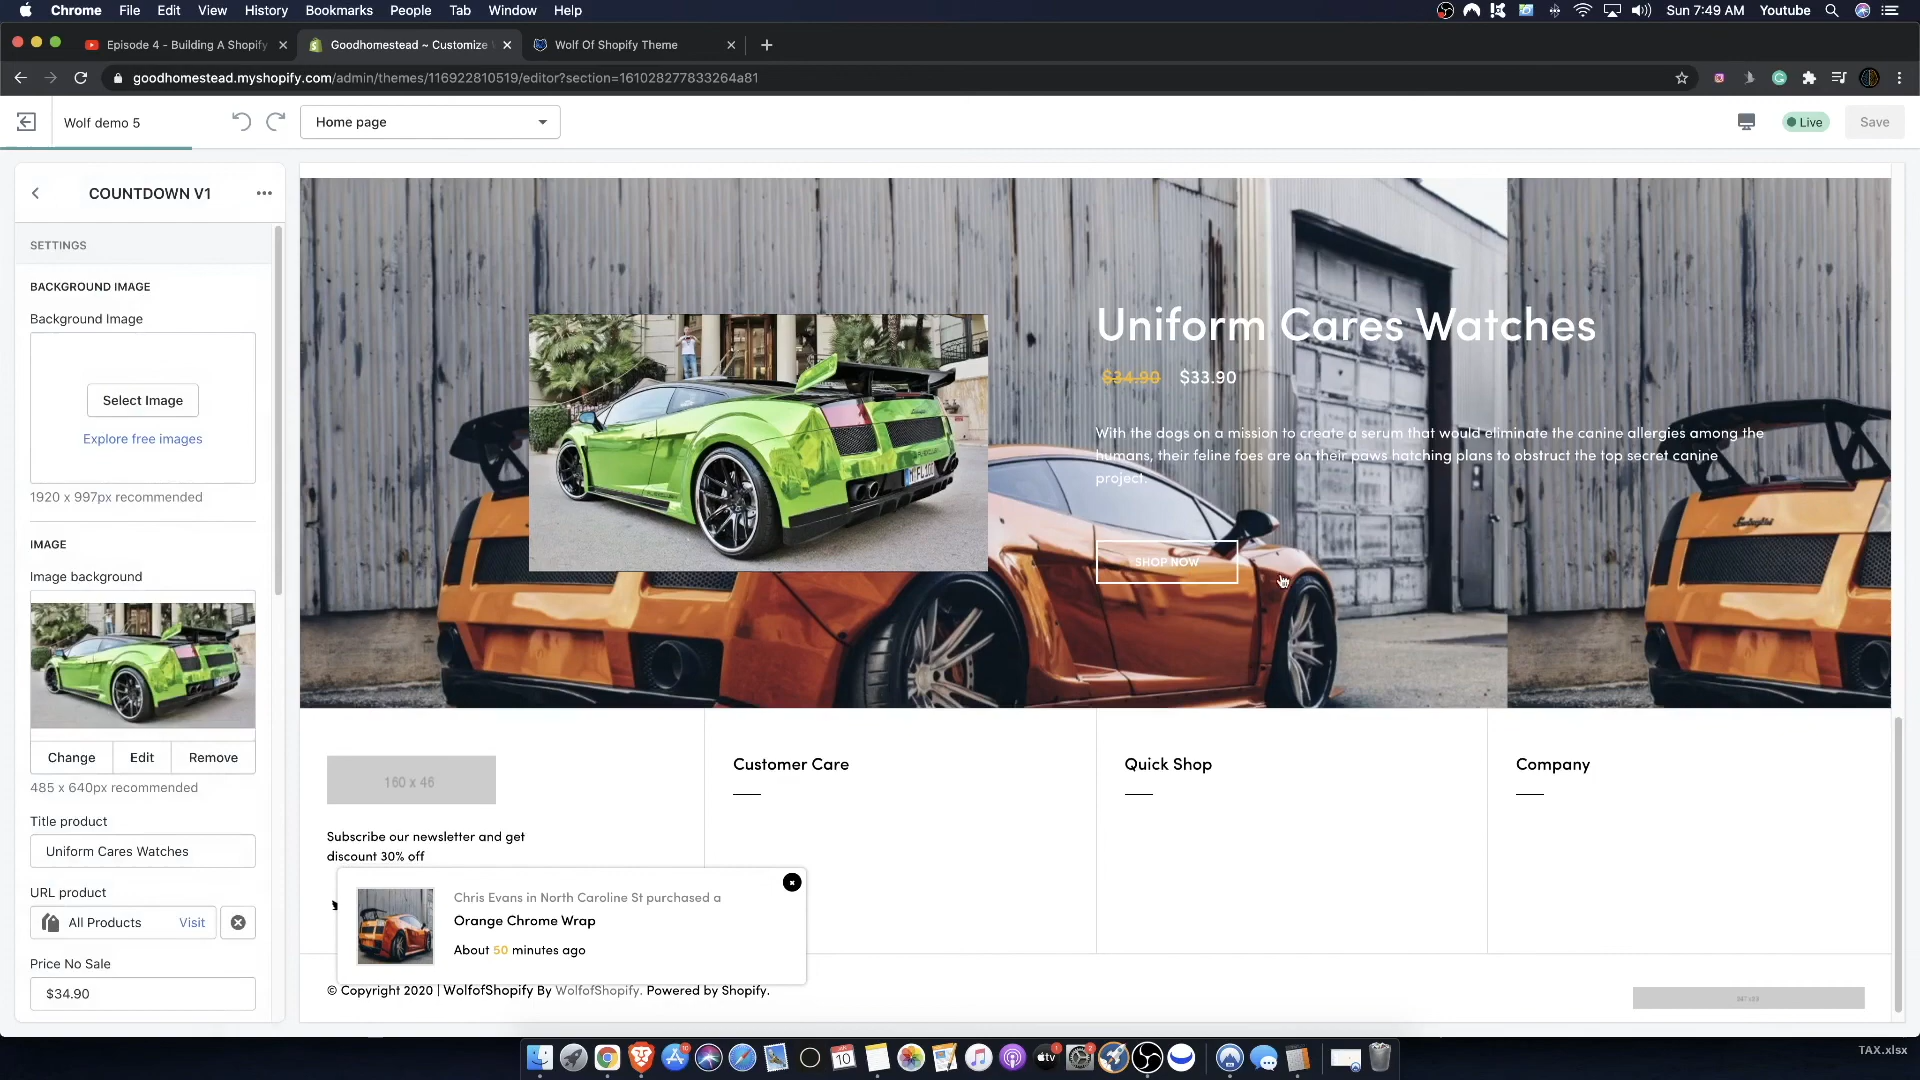 Chrome File Edit View History Bookmarks People Tab Window Help
Sun 7:49 AM Youtube
Episode 4 - Building A Shopify
Goodhomestead ~ Customize
Wolf Of Shopify Theme
goodhomestead.myshopify.com/admin/themes/116922810519/editor?section=161028277833264a81
Wolf demo 5
Home page
Live
Save
COUNTDOWN V1
SETTINGS
BACKGROUND IMAGE
Background Image
Select Image
Explore free images
1920 x 997px recommended
IMAGE
Image background
Change Edit Remove
485 x 640px recommended
Title product
Uniform Cares Watches
URL product
All Products Visit
Price No Sale
$34.90
Uniform Cares Watches
$34.90 $33.90
With the dogs on a mission to create a serum that would eliminate the canine allergies among the
humans, their feline foes are on their paws hatching plans to obstruct the top secret canine
project.
SHOP NOW
160 x 46
Subscribe our newsletter and get
discount 30% off
Customer Care
Quick Shop
Company
Chris Evans in North Caroline St purchased a
Orange Chrome Wrap
About 50 minutes ago
© Copyright 2020 | WolfofShopify By WolfofShopify. Powered by Shopify.
TAX.xlsx